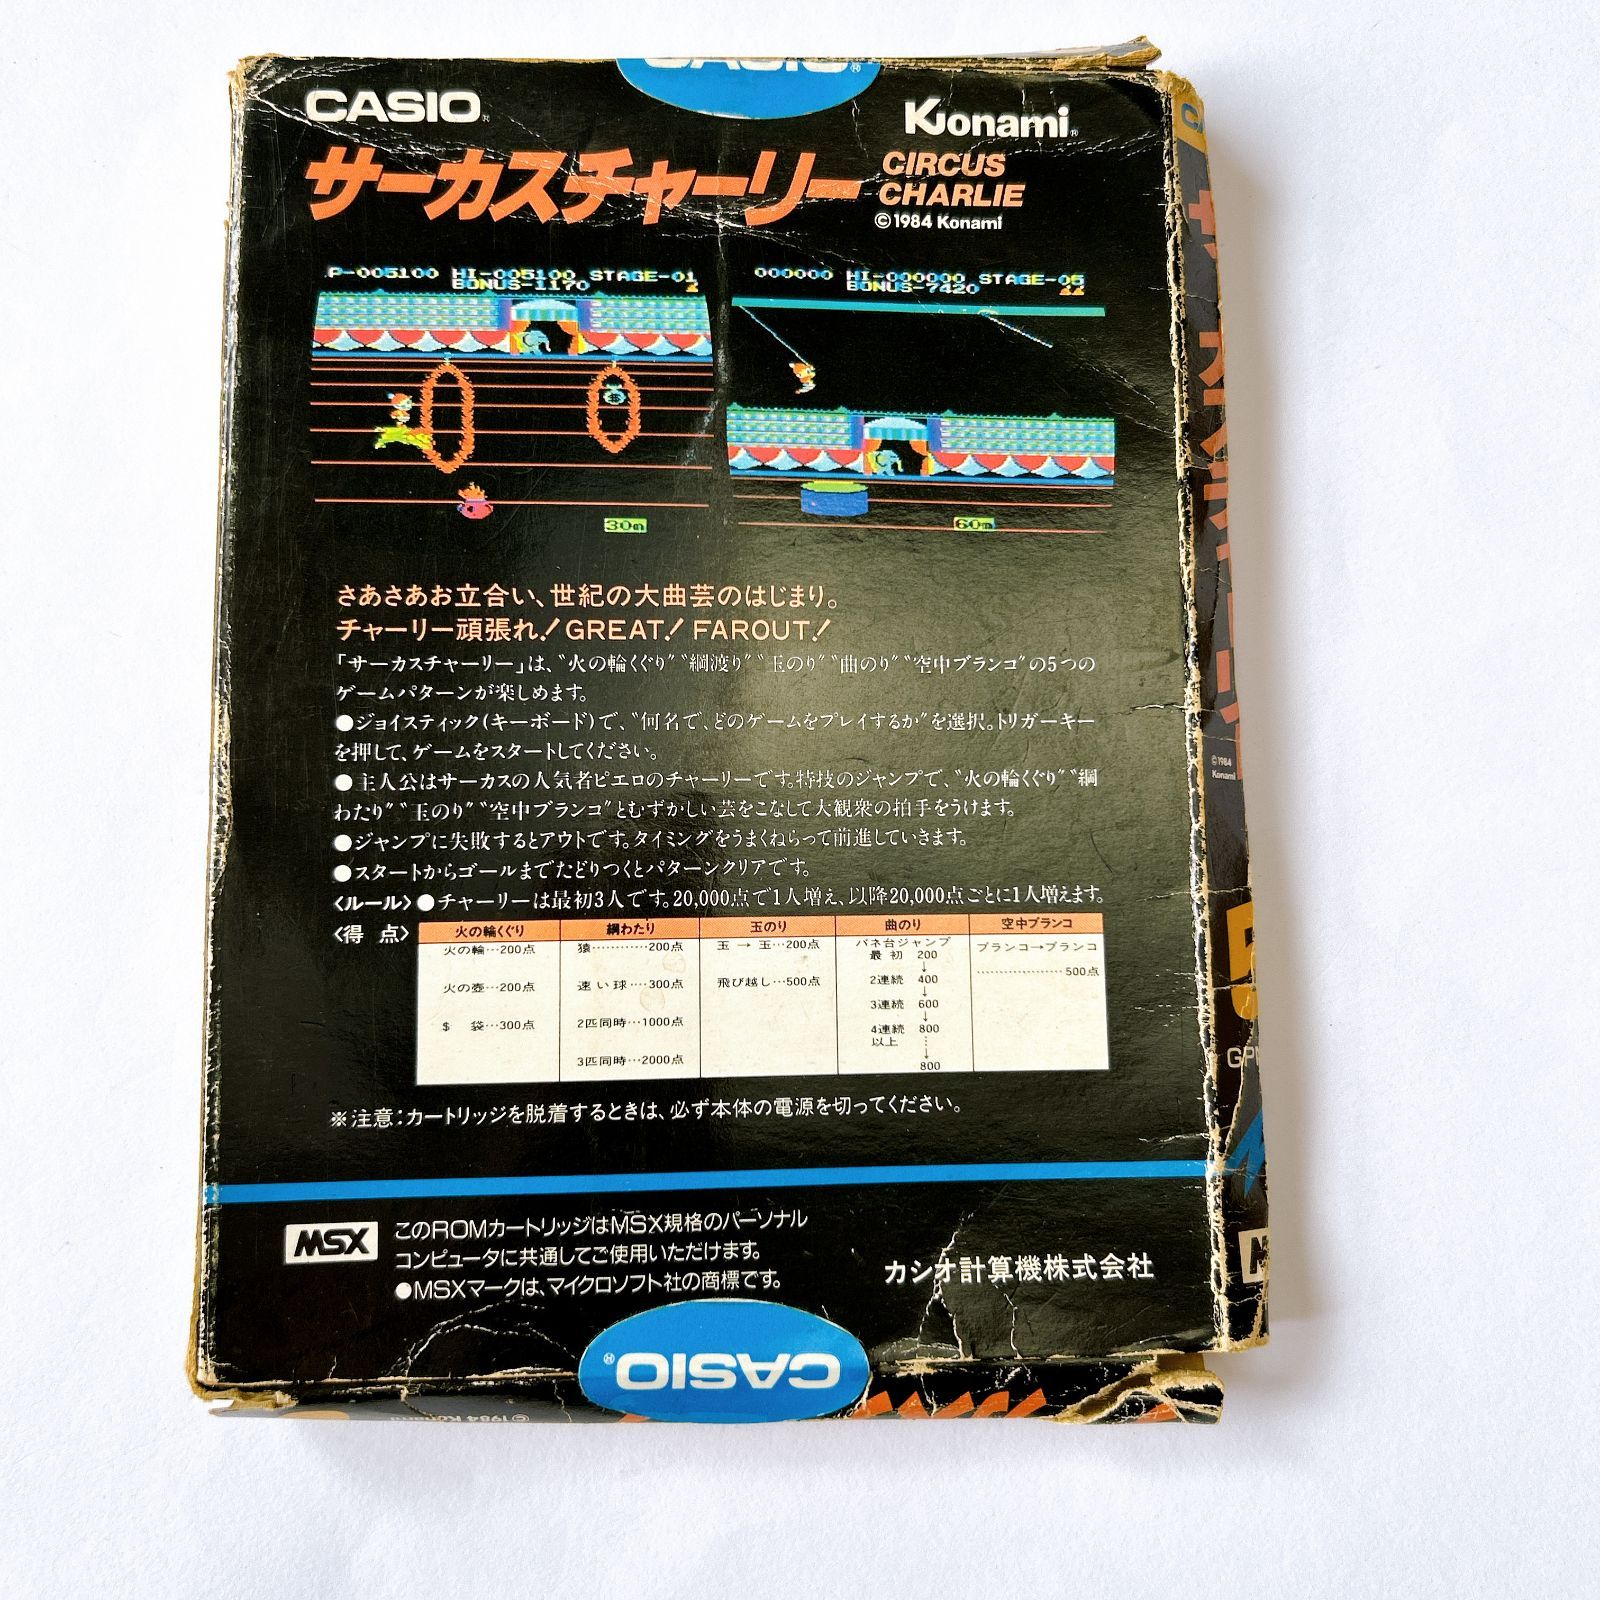 CASIO®
CASIO®
Konami®
サーカスチャーリー
CIRCUS
CHARLIE
©1984 Konami
P-005100 HI-005100 STAGE-01
BONUS-1170 2
30m
000000 HI-000000 STAGE-05
BONUS-7420 22
60m
さあさあお立合い、世紀の大曲芸のはじまり。
チャーリー頑張れ!GREAT! FAROUT!
「サーカスチャーリー」は、“火の輪くぐり”“綱渡り”“玉のり”“曲のり”“空中ブランコ”の5つの
ゲームパターンが楽しめます。
●ジョイスティック(キーボード)で、“何名で、どのゲームをプレイするか”を選択。トリガーキー
を押して、ゲームをスタートしてください。
●主人公はサーカスの人気者ピエロのチャーリーです。特技のジャンプで、“火の輪くぐり”“綱
わたり”“玉のり”“空中ブランコ”とむずかしい芸をこなして大観衆の拍手をうけます。
●ジャンプに失敗するとアウトです。タイミングをうまくねらって前進していきます。
●スタートからゴールまでたどりつくとパターンクリアです。
〈ルール〉●チャーリーは最初3人です。20,000点で1人増え、以降20,000点ごとに1人増えます。
〈得 点〉
火の輪くぐり
火の輪…200点
火の壺…200点
$ 袋…300点
綱わたり
猿…………200点
速い球‥‥300点
2匹同時…1000点
3匹同時…2000点
玉のり
玉→玉…200点
飛び越し…500点
曲のり
バネ台ジャンプ
最初 200
↓
2連続 400
↓
3連続 600
↓
4連続 800
以上 ⋮
↓
800
空中ブランコ
ブランコ→ブランコ
…………………500点
※注意:カートリッジを脱着するときは、必ず本体の電源を切ってください。
MSX
このROMカートリッジはMSX規格のパーソナル
コンピュータに共通してご使用いただけます。
●MSXマークは、マイクロソフト社の商標です。
カシオ計算機株式会社
CASIO®
©1984 Konami
©1984
Konami